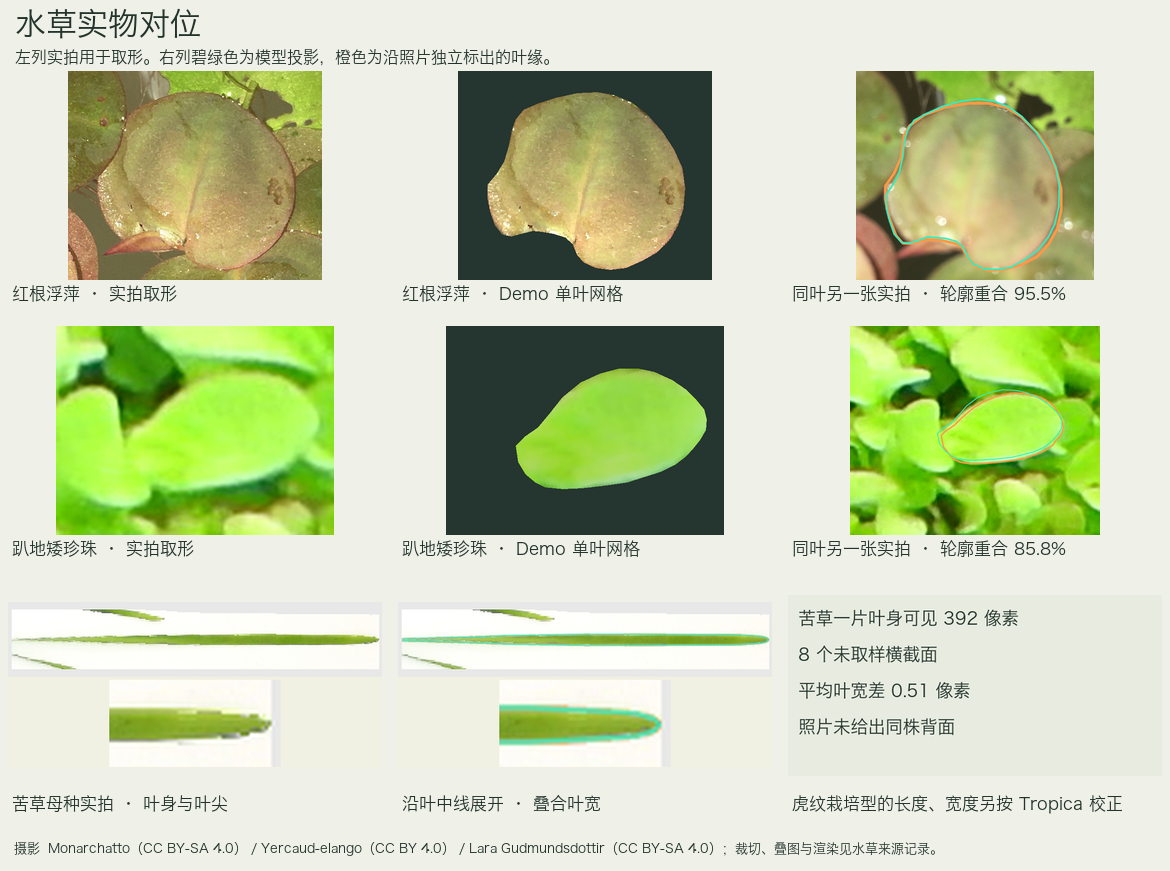 水草实物对位
左列实拍用于取形。右列碧绿色为模型投影，橙色为沿照片独立标出的叶缘。
红根浮萍 · 实拍取形
红根浮萍 · Demo 单叶网格
同叶另一张实拍 · 轮廓重合 95.5%
趴地矮珍珠 · 实拍取形
趴地矮珍珠 · Demo 单叶网格
同叶另一张实拍 · 轮廓重合 85.8%
苦草一片叶身可见 392 像素
8 个未取样横截面
平均叶宽差 0.51 像素
照片未给出同株背面
苦草母种实拍 · 叶身与叶尖
沿叶中线展开 · 叠合叶宽
虎纹栽培型的长度、宽度另按 Tropica 校正
摄影 Monarchatto（CC BY-SA 4.0） / Yercaud-elango（CC BY 4.0） / Lara Gudmundsdottir（CC BY-SA 4.0）；裁切、叠图与渲染见水草来源记录。